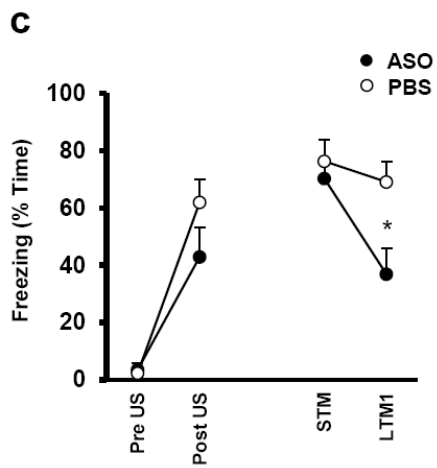 C
ASO
PBS
Freezing (% Time)
100
80
60
40
20
0
*
Pre US
Post US
STM
LTM1